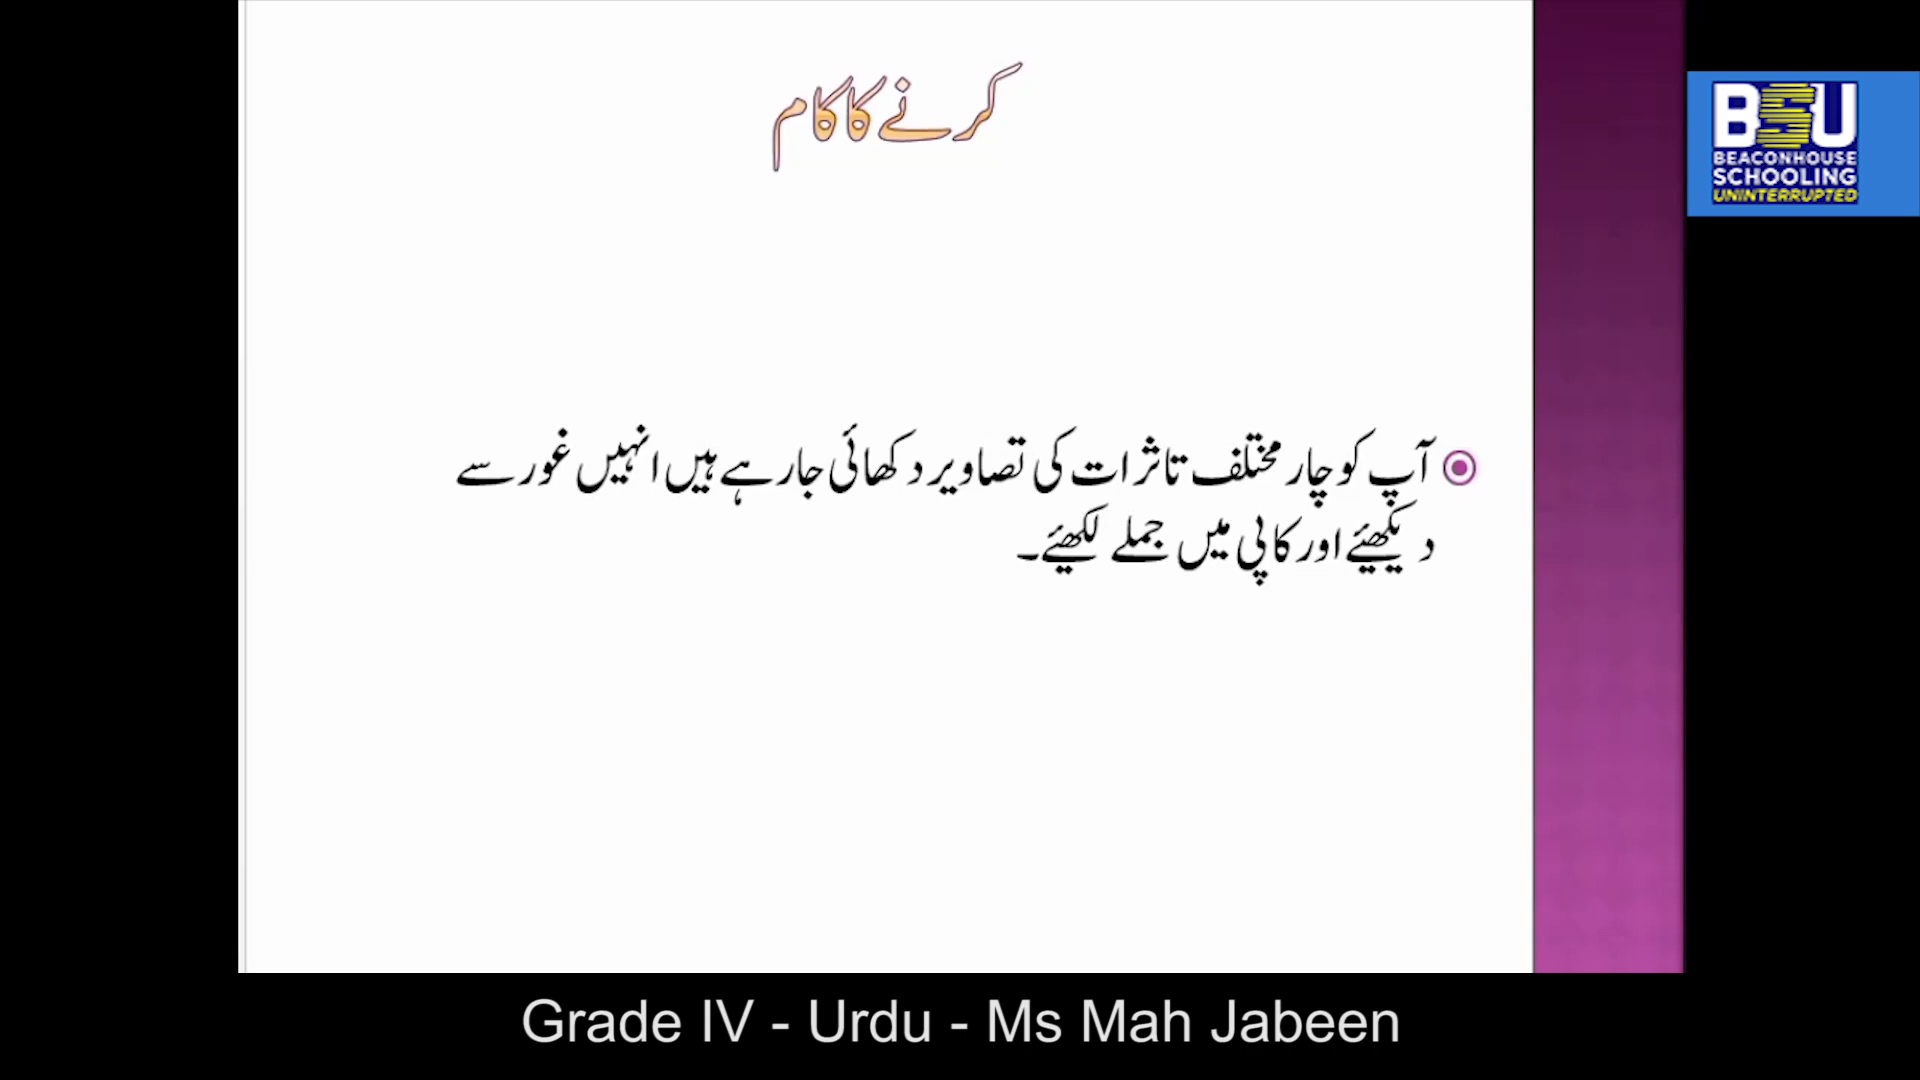 کرنے کا کام
BSU
BEACONHOUSE
SCHOOLING
UNINTERRUPTED
آپ کو چار مختلف تاثرات کی تصاویر دکھائی جارہے ہیں انہیں غور سے
دیکھیئے اور کاپی میں جملے لکھیئے۔
Grade IV - Urdu - Ms Mah Jabeen